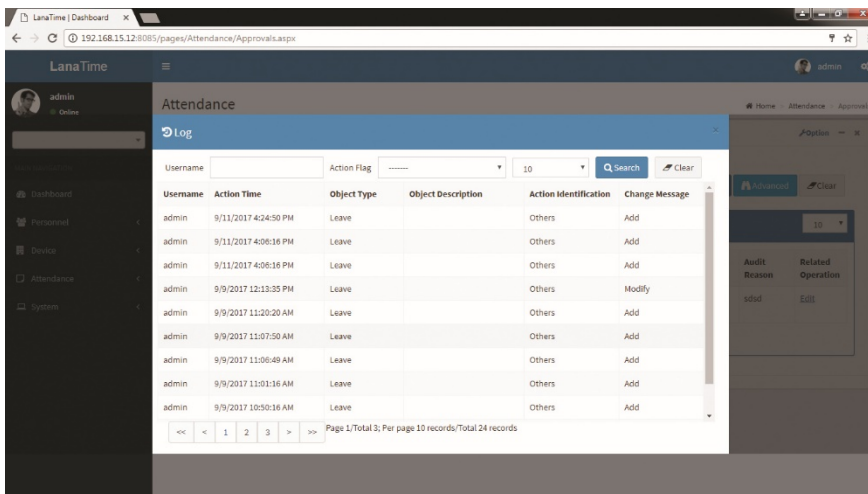 LanaTime | Dashboard
192.168.15.12:8085/pages/Attendance/Approvals.aspx
LanaTime
admin
admin
Online
Attendance
Home > Attendance > Approvals
Log
Option
Username Action Flag ------- 10 Search Clear
Advanced Clear
Username Action Time Object Type Object Description Action Identification Change Message
admin 9/11/2017 4:24:50 PM Leave Others Add
admin 9/11/2017 4:06:16 PM Leave Others Add
admin 9/11/2017 4:06:16 PM Leave Others Add
admin 9/9/2017 12:13:35 PM Leave Others Modify
admin 9/9/2017 11:20:20 AM Leave Others Add
admin 9/9/2017 11:07:50 AM Leave Others Add
admin 9/9/2017 11:06:49 AM Leave Others Add
admin 9/9/2017 11:01:16 AM Leave Others Add
admin 9/9/2017 10:50:16 AM Leave Others Add
<< < 1 2 3 > >> Page 1/Total 3; Per page 10 records/Total 24 records
Dashboard
Personnel
Device
Attendance
System
10
Audit Reason
Related Operation
sdsd Edit